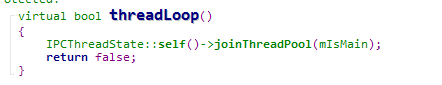 virtual bool threadLoop()
{
IPCThreadState::self()->joinThreadPool(mIsMain);
return false;
}